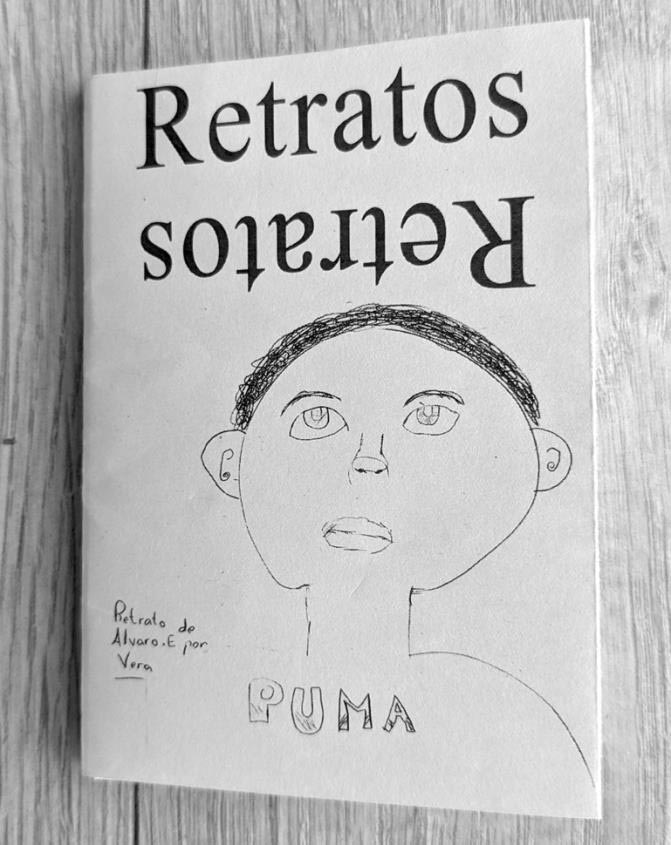 Retratos
Retratos
Retrato de
Alvaro.E por
Vera
PUMA